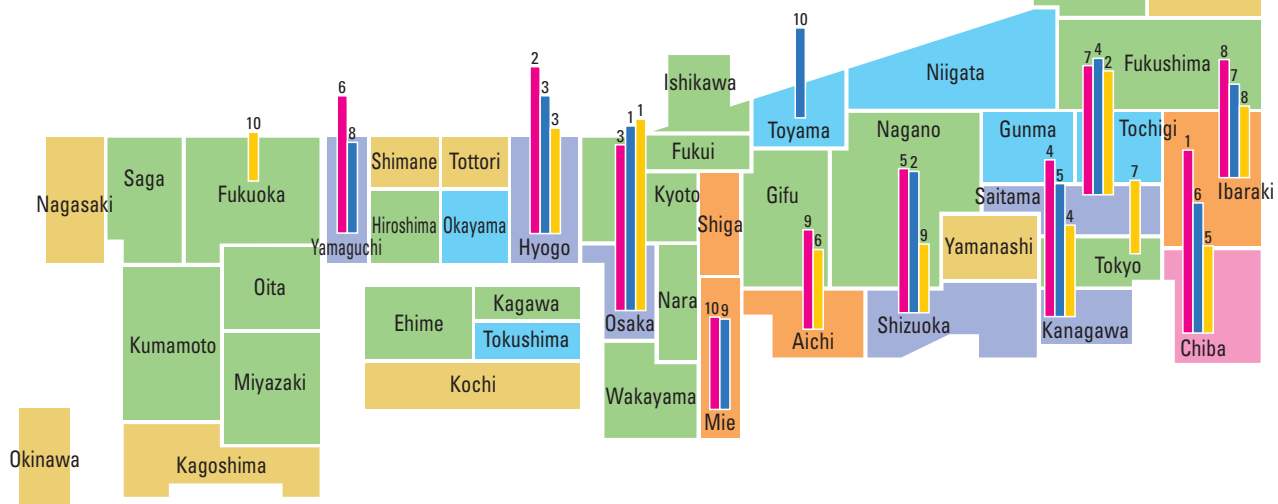 10
4
7
2
Fukushima
8
7
8
Niigata
Ishikawa
2
3
3
6
8
10
1
1
3
Toyama
Nagano
Gunma
Tochigi
1
Saga
Fukuoka
Shimane
Tottori
Fukui
Nagasaki
Hiroshima
Okayama
Kyoto
Shiga
Gifu
5
2
4
5
7
Saitama
Ibaraki
6
Yamaguchi
Hyogo
9
6
9
4
5
Yamanashi
Tokyo
Oita
Ehime
Kagawa
Nara
Osaka
10
9
Aichi
Shizuoka
Kanagawa
Chiba
Kumamoto
Tokushima
Miyazaki
Kochi
Wakayama
Mie
Okinawa
Kagoshima